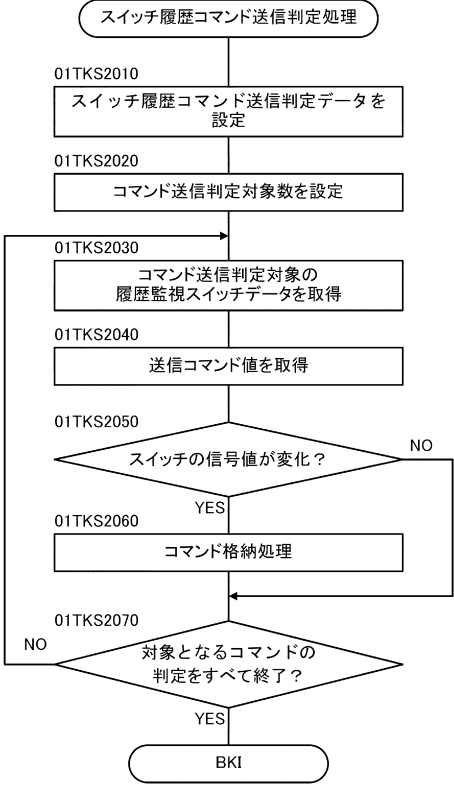 スイッチ履歴コマンド送信判定処理
01TKS2010
スイッチ履歴コマンド送信判定データを
設定
01TKS2020
コマンド送信判定対象数を設定
01TKS2030
コマンド送信判定対象の
履歴監視スイッチデータを取得
01TKS2040
送信コマンド値を取得
01TKS2050
スイッチの信号値が変化？
NO
YES
01TKS2060
コマンド格納処理
01TKS2070
NO
対象となるコマンドの
判定をすべて終了？
YES
BKI